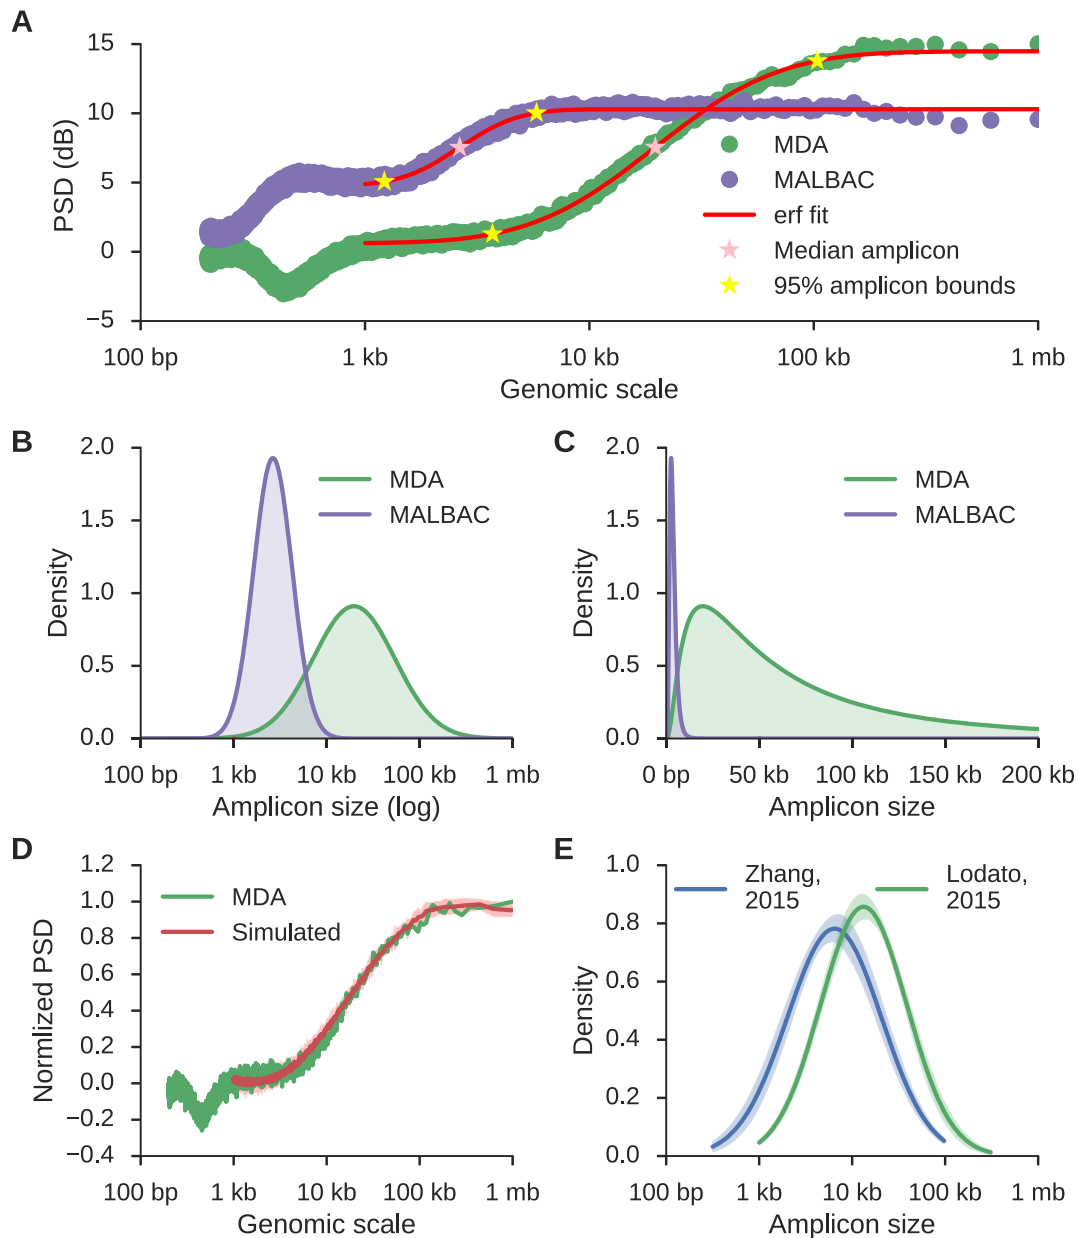 A
15
10
5
0
−5
PSD (dB)
MDA
MALBAC
erf fit
Median amplicon
95% amplicon bounds
100 bp 1 kb 10 kb 100 kb 1 mb
Genomic scale
B
2.0
1.5
1.0
0.5
0.0
Density
MDA
MALBAC
100 bp 1 kb 10 kb 100 kb 1 mb
Amplicon size (log)
C
2.0
1.5
1.0
0.5
0.0
Density
MDA
MALBAC
0 bp 50 kb 100 kb 150 kb 200 kb
Amplicon size
D
1.2
1.0
0.8
0.6
0.4
0.2
0.0
−0.2
−0.4
Normlized PSD
MDA
Simulated
100 bp 1 kb 10 kb 100 kb 1 mb
Genomic scale
E
1.0
0.8
0.6
0.4
0.2
0.0
Density
Zhang,
2015
Lodato,
2015
100 bp 1 kb 10 kb 100 kb 1 mb
Amplicon size